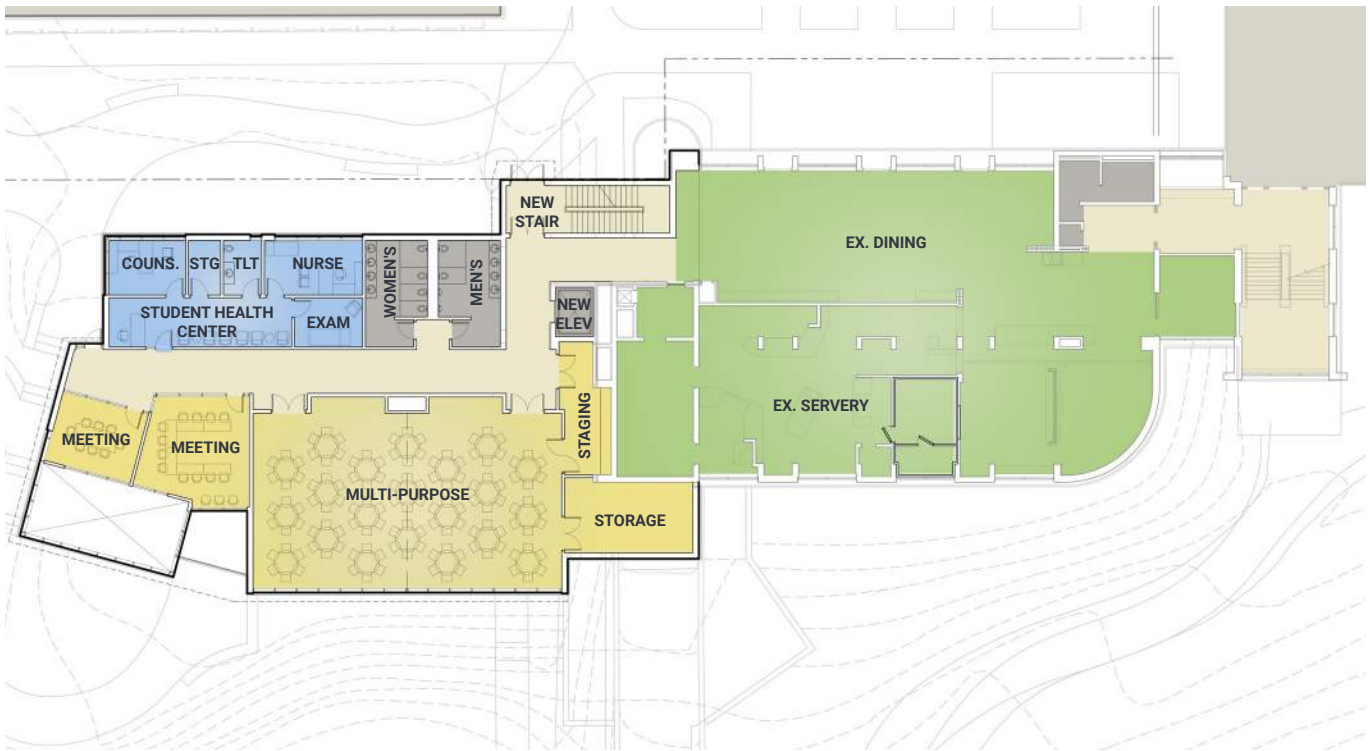 NEW
STAIR
EX. DINING
COUNS.
STG
TLT
NURSE
WOMEN'S
MEN'S
STUDENT HEALTH
CENTER
EXAM
NEW
ELEV
EX. SERVERY
STAGING
MEETING
MEETING
MULTI-PURPOSE
STORAGE